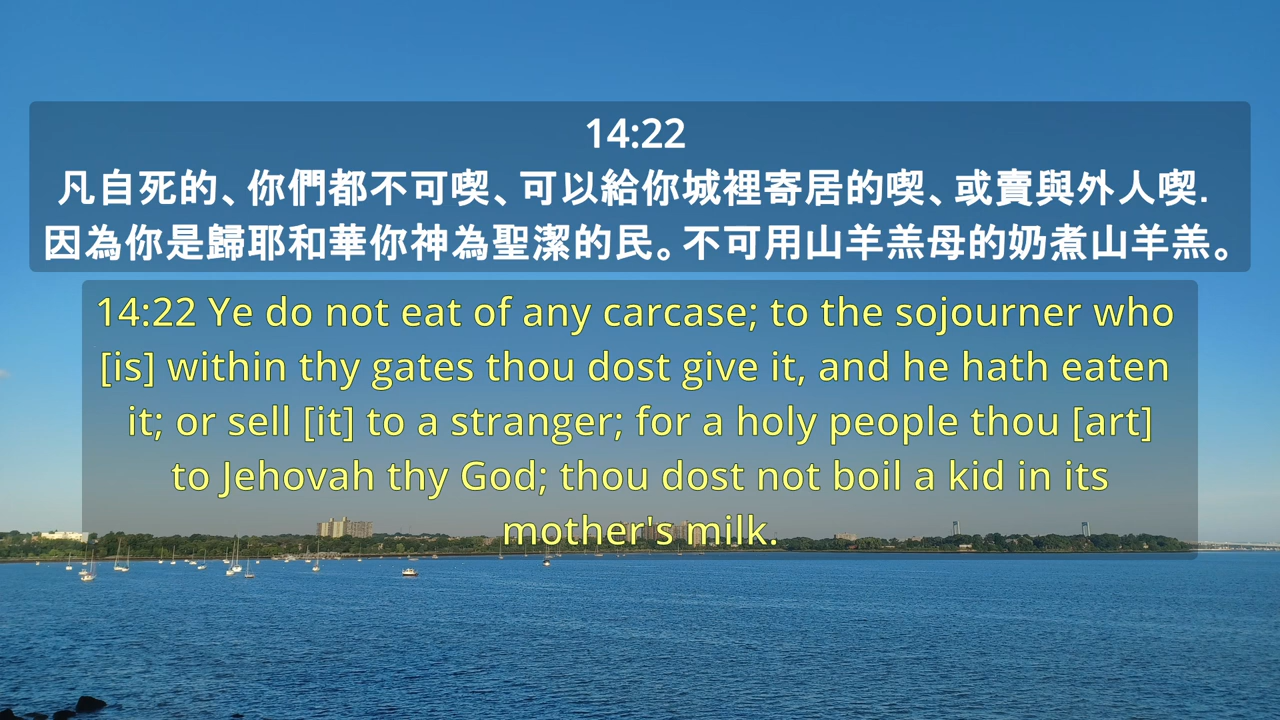 14:22
凡自死的、你們都不可喫、可以給你城裡寄居的喫、或賣與外人喫.
因為你是歸耶和華你神為聖潔的民。不可用山羊羔母的奶煮山羊羔。
14:22 Ye do not eat of any carcase; to the sojourner who
[is] within thy gates thou dost give it, and he hath eaten
it; or sell [it] to a stranger; for a holy people thou [art]
to Jehovah thy God; thou dost not boil a kid in its
mother's milk.